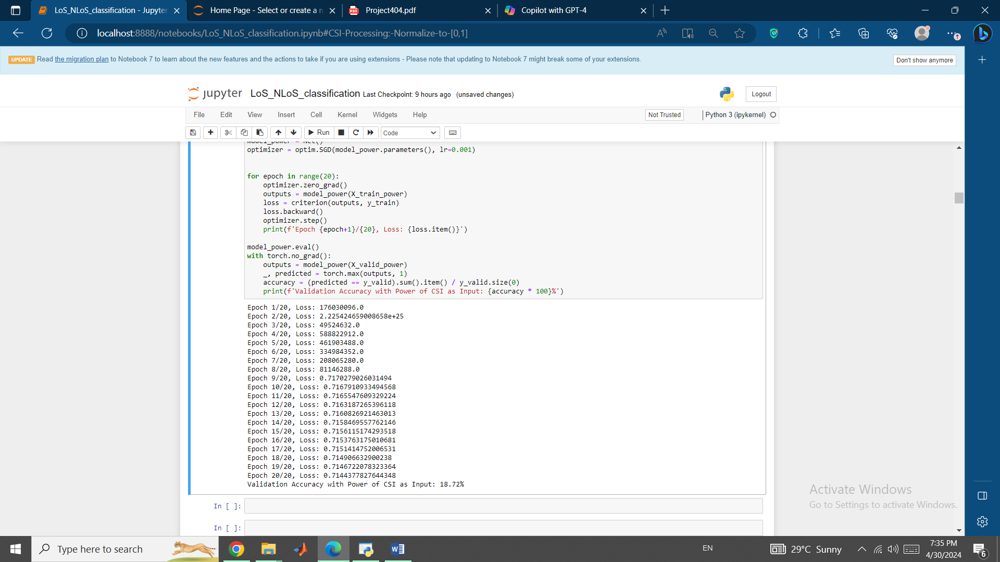 LoS_NLoS_classification - Jupyter
Home Page - Select or create a n
Project404.pdf
Copilot with GPT-4
localhost:8888/notebooks/LoS_NLoS_classification.ipynb#CSI-Processing:-Normalize-to-[0,1]
UPDATE Read the migration plan to Notebook 7 to learn about the new features and the actions to take if you are using extensions - Please note that updating to Notebook 7 might break some of your extensions.
Don't show anymore
jupyter LoS_NLoS_classification Last Checkpoint: 9 hours ago (unsaved changes)
Logout
File Edit View Insert Cell Kernel Widgets Help
Not Trusted
Python 3 (ipykernel)
Run
Code
model_power = Net()
optimizer = optim.SGD(model_power.parameters(), lr=0.001)
for epoch in range(20):
    optimizer.zero_grad()
    outputs = model_power(X_train_power)
    loss = criterion(outputs, y_train)
    loss.backward()
    optimizer.step()
    print(f'Epoch {epoch+1}/{20}, Loss: {loss.item()}')
model_power.eval()
with torch.no_grad():
    outputs = model_power(X_valid_power)
    _, predicted = torch.max(outputs, 1)
    accuracy = (predicted == y_valid).sum().item() / y_valid.size(0)
    print(f'Validation Accuracy with Power of CSI as Input: {accuracy * 100}%')
Epoch 1/20, Loss: 176030096.0
Epoch 2/20, Loss: 2.225424659008658e+25
Epoch 3/20, Loss: 49524632.0
Epoch 4/20, Loss: 588822912.0
Epoch 5/20, Loss: 461903488.0
Epoch 6/20, Loss: 334984352.0
Epoch 7/20, Loss: 208065280.0
Epoch 8/20, Loss: 81146288.0
Epoch 9/20, Loss: 0.7170279026031494
Epoch 10/20, Loss: 0.7167910933494568
Epoch 11/20, Loss: 0.7165547609329224
Epoch 12/20, Loss: 0.7163187265396118
Epoch 13/20, Loss: 0.7160826921463013
Epoch 14/20, Loss: 0.7158469557762146
Epoch 15/20, Loss: 0.7156115174293518
Epoch 16/20, Loss: 0.7153763175010681
Epoch 17/20, Loss: 0.7151414752006531
Epoch 18/20, Loss: 0.714906632900238
Epoch 19/20, Loss: 0.7146722078323364
Epoch 20/20, Loss: 0.7144377827644348
Validation Accuracy with Power of CSI as Input: 18.72%
In [ ]:
In [ ]:
Activate Windows
Go to Settings to activate Windows.
Type here to search
EN
29°C Sunny
7:35 PM
4/30/2024
6